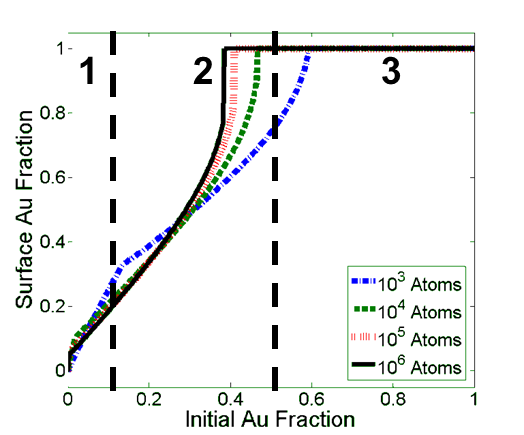 1
2
3
1
0.8
0.6
0.4
0.2
0
Surface Au Fraction
10^3 Atoms
10^4 Atoms
10^5 Atoms
10^6 Atoms
0 0.2 0.4 0.6 0.8 1
Initial Au Fraction